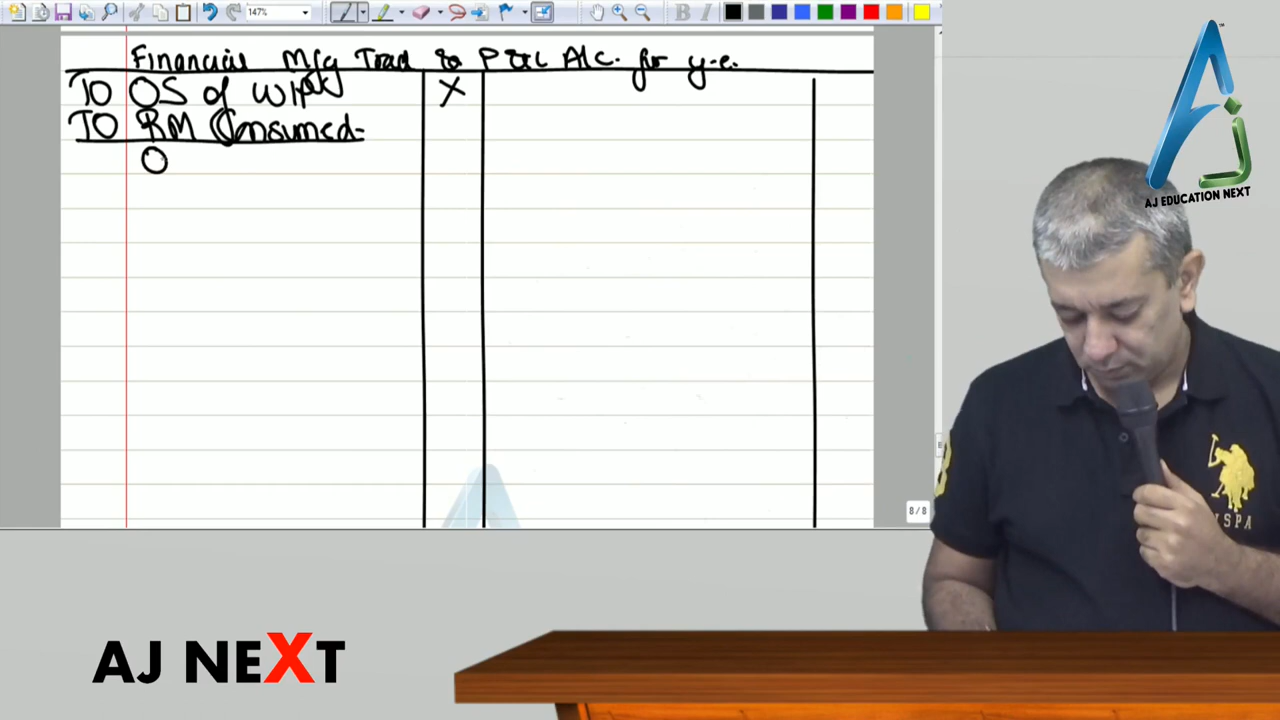 147%
Financial Mfg Trad & P&L A/c. for y.e.
TO OS of WIP X
TO RM Consumed-
O
8/8
AJ EDUCATION NEXT
SPA
AJ NEXT